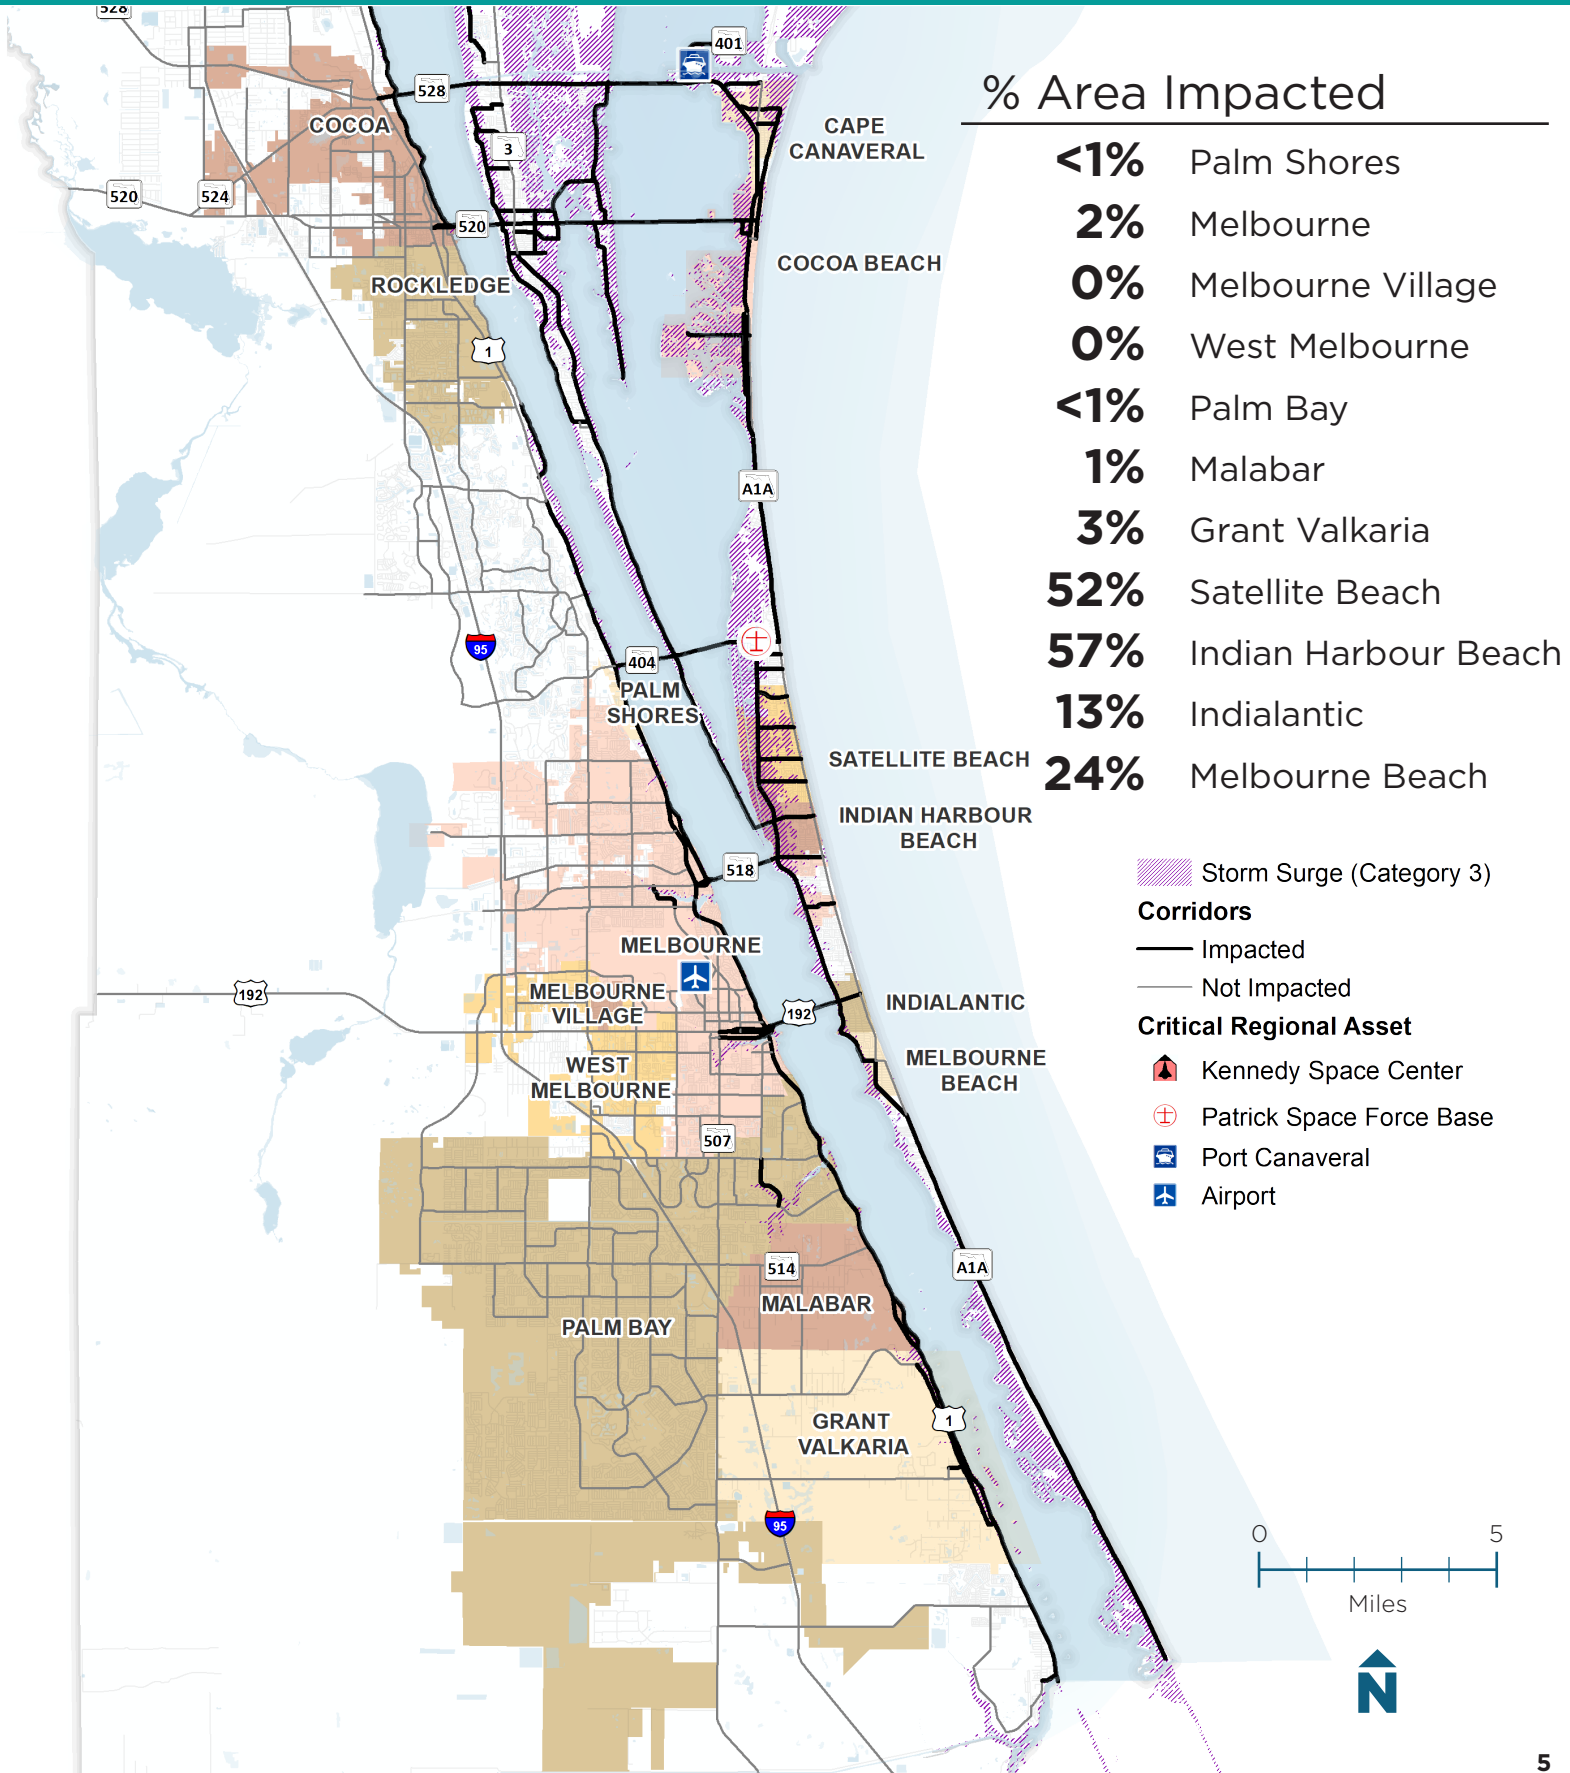 528
401
% Area Impacted
528
COCOA
CAPE
CANAVERAL
3
<1% Palm Shores
520
524
520
2% Melbourne
COCOA BEACH
ROCKLEDGE
0% Melbourne Village
1
0% West Melbourne
<1% Palm Bay
1% Malabar
A1A
3% Grant Valkaria
52% Satellite Beach
95
404
57% Indian Harbour Beach
PALM
SHORES
13% Indialantic
SATELLITE BEACH
24% Melbourne Beach
INDIAN HARBOUR
BEACH
518
Storm Surge (Category 3)
Corridors
Impacted
Not Impacted
Critical Regional Asset
Kennedy Space Center
Patrick Space Force Base
Port Canaveral
Airport
MELBOURNE
192
MELBOURNE
VILLAGE
192
INDIALANTIC
WEST
MELBOURNE
MELBOURNE
BEACH
507
514
A1A
MALABAR
PALM BAY
GRANT
VALKARIA
1
95
0 5
Miles
N
5